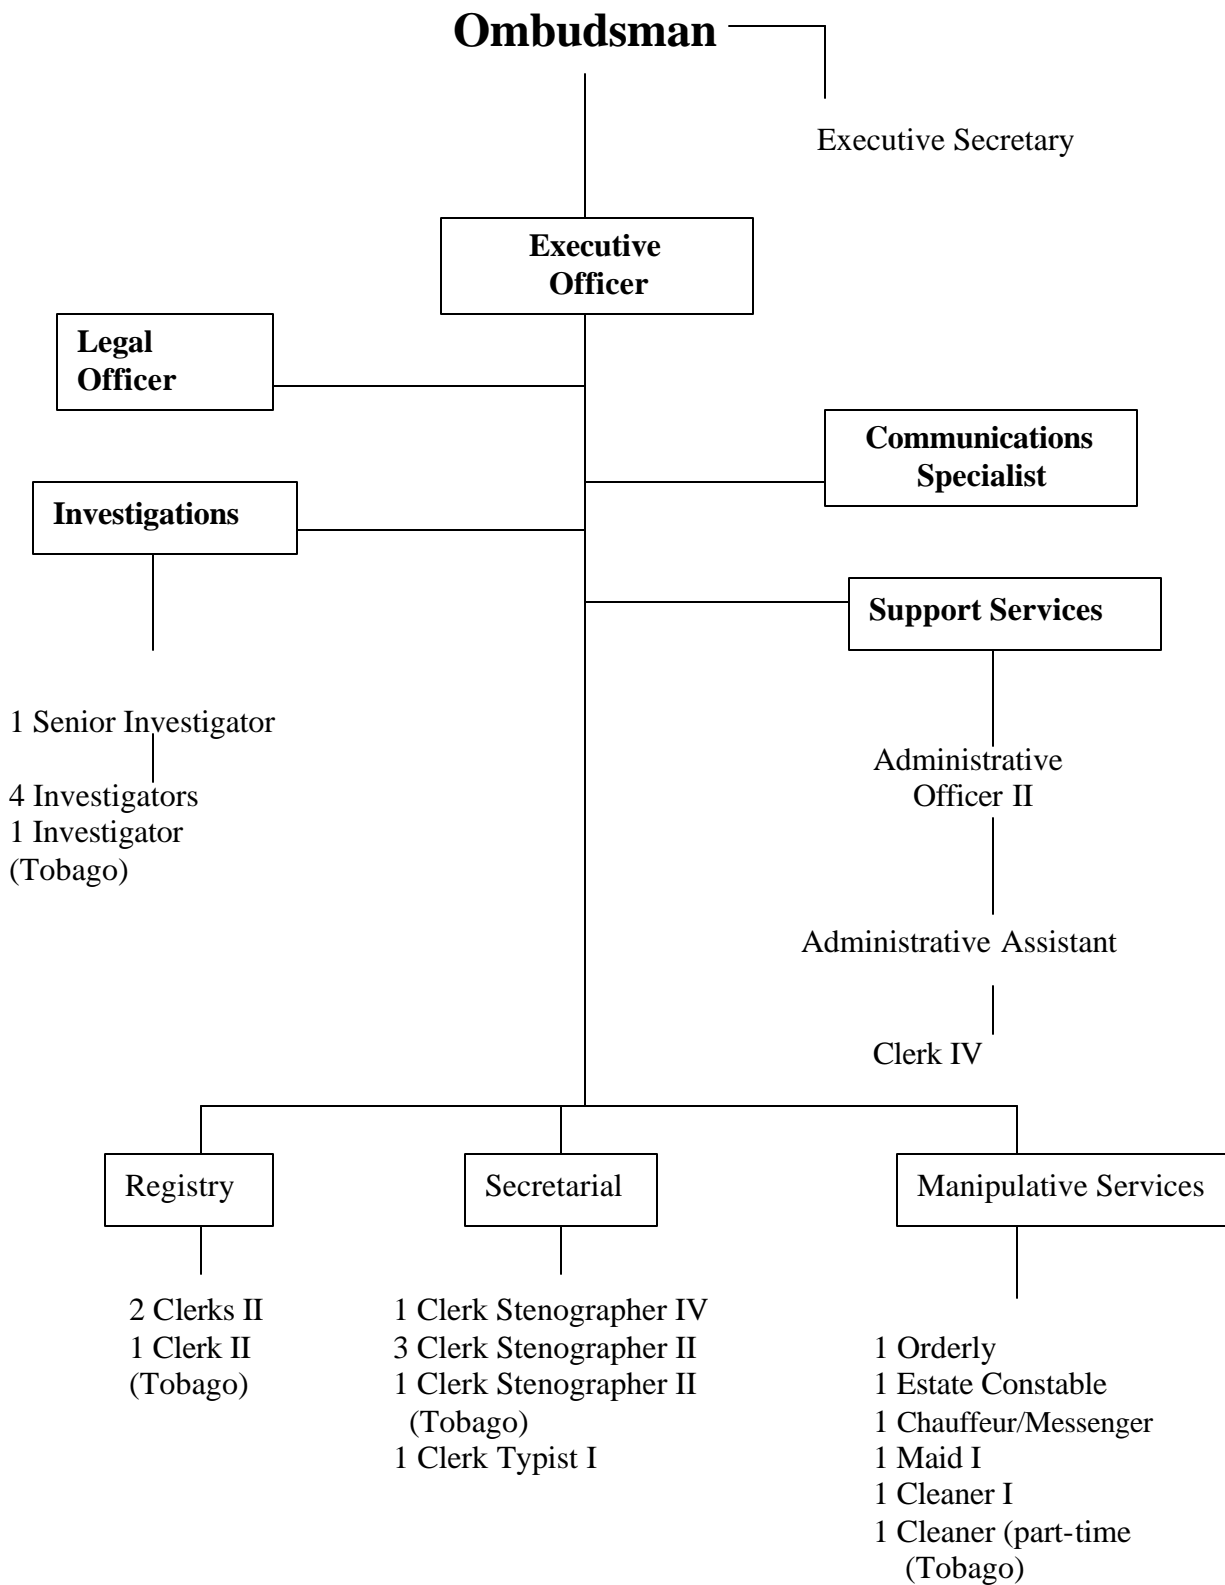 Ombudsman
Executive Secretary
Executive
Officer
Legal
Officer
Communications
Specialist
Investigations
Support Services
1 Senior Investigator
4 Investigators
1 Investigator
(Tobago)
Administrative
Officer II
Administrative Assistant
Clerk IV
Registry
2 Clerks II
1 Clerk II
(Tobago)
Secretarial
1 Clerk Stenographer IV
3 Clerk Stenographer II
1 Clerk Stenographer II
(Tobago)
1 Clerk Typist I
Manipulative Services
1 Orderly
1 Estate Constable
1 Chauffeur/Messenger
1 Maid I
1 Cleaner I
1 Cleaner (part-time
(Tobago)